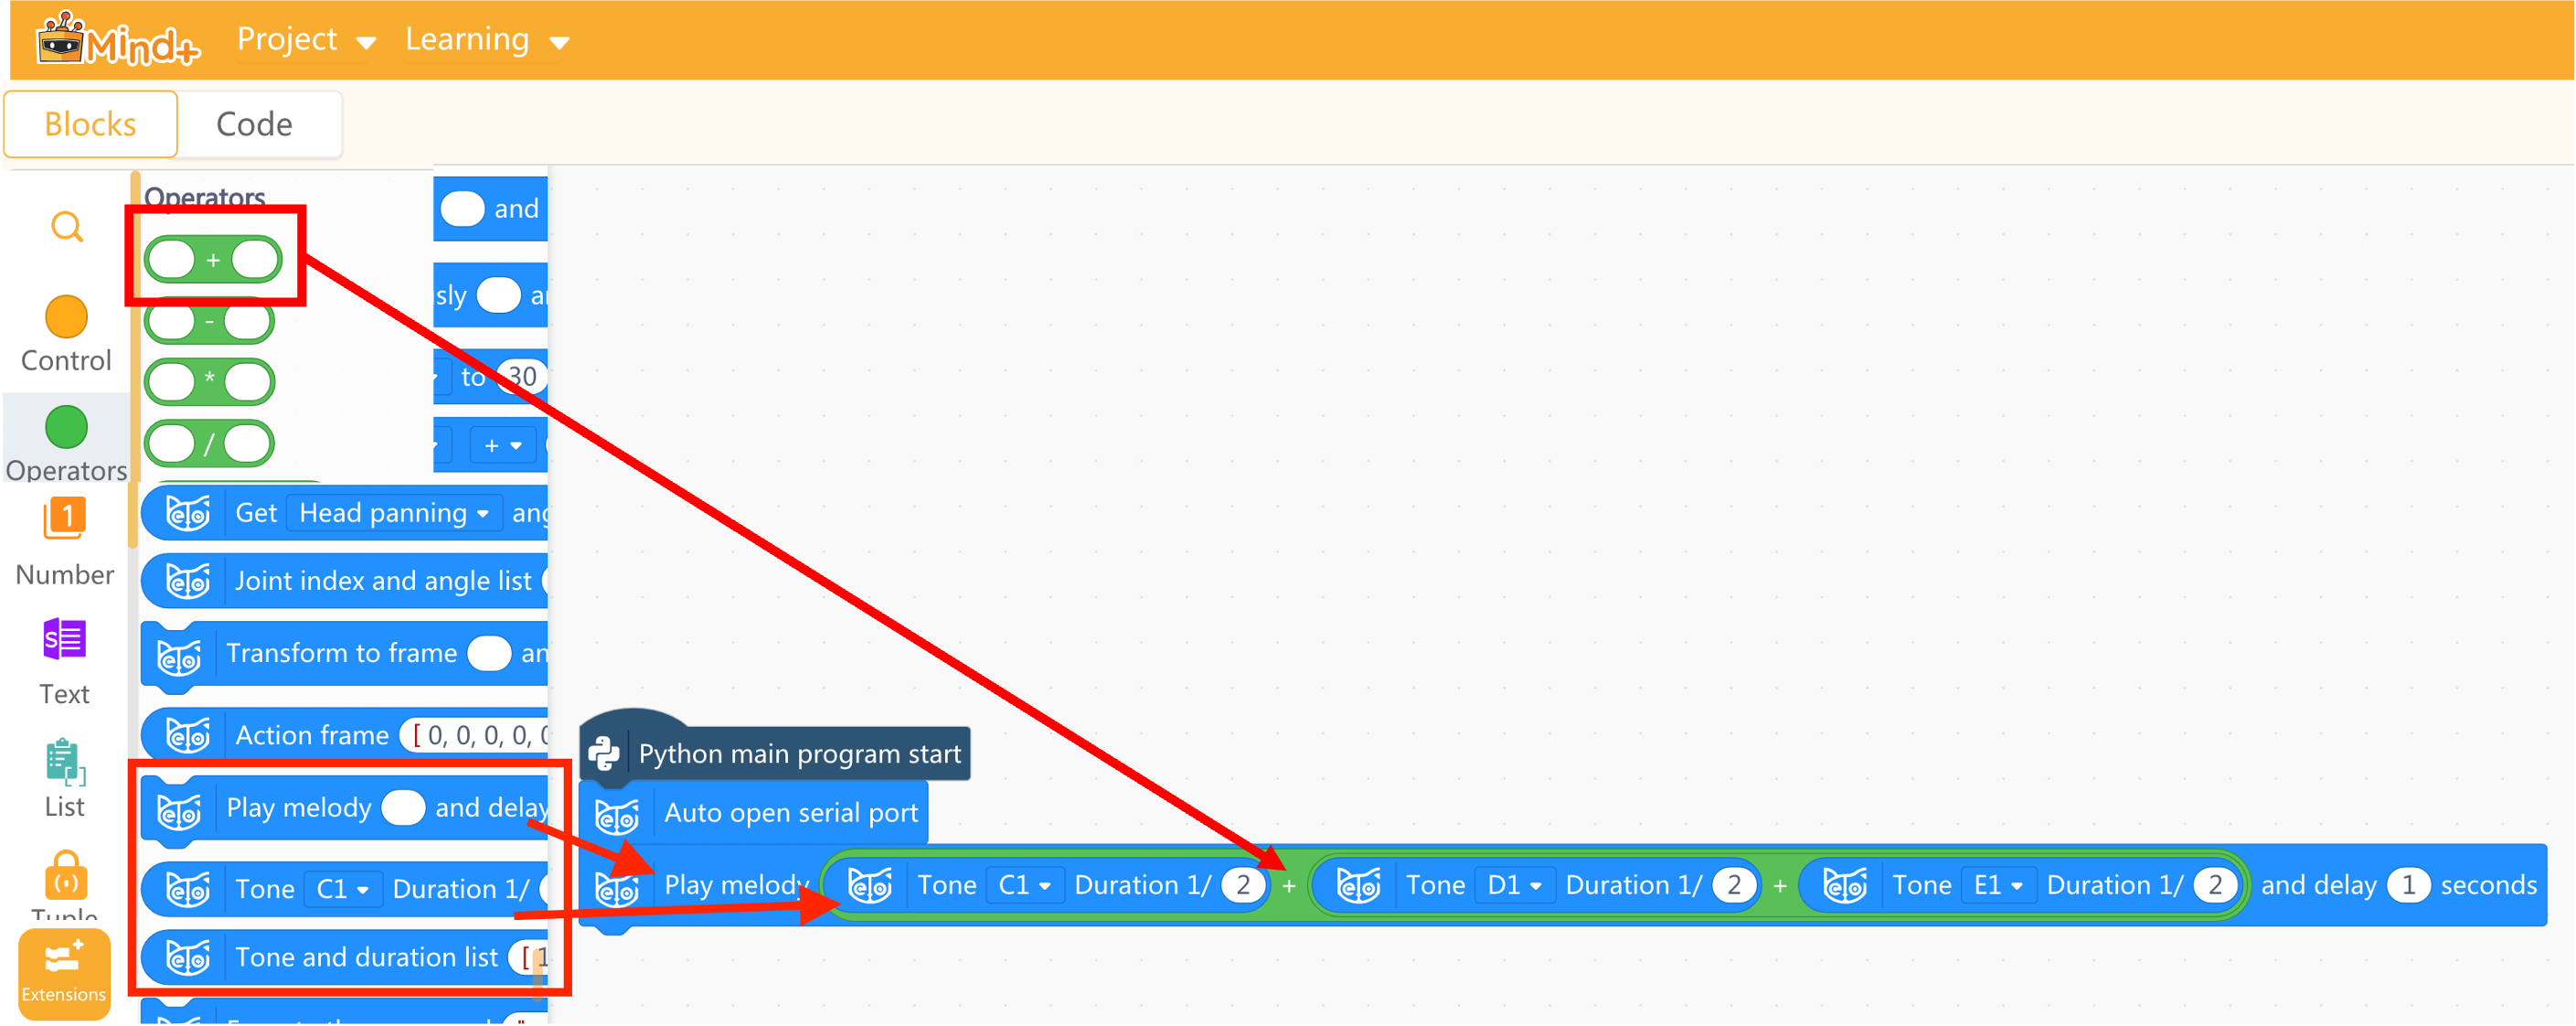 Mind+ Project Learning
Blocks Code
Operators
+
-
*
/
and
sly
to 30
+
Control
Operators
Number
Text
List
Extensions
Get Head panning
Joint index and angle list
Transform to frame
Action frame [ 0, 0, 0, 0,
Play melody and delay
Tone C1 Duration 1/
Tone and duration list [ 1
Python main program start
Auto open serial port
Play melody Tone C1 Duration 1/ 2 + Tone D1 Duration 1/ 2 + Tone E1 Duration 1/ 2 and delay 1 seconds